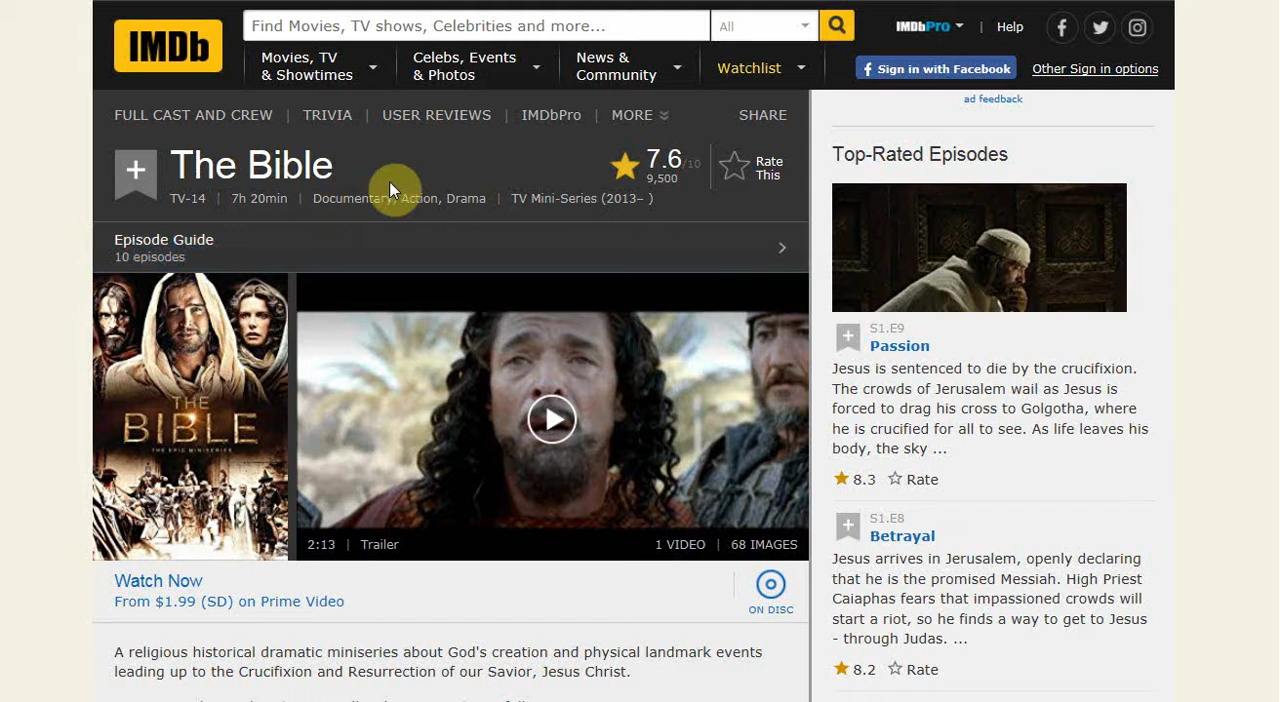 IMDb
Find Movies, TV shows, Celebrities and more...
All
IMDbPro
Help
Movies, TV
& Showtimes
Celebs, Events
& Photos
News &
Community
Watchlist
f Sign in with Facebook
Other Sign in options
FULL CAST AND CREW | TRIVIA | USER REVIEWS | IMDbPro | MORE
SHARE
The Bible
7.6/10
9,500
Rate
This
TV-14 | 7h 20min | Documentary, Action, Drama | TV Mini-Series (2013– )
Episode Guide
10 episodes
THE
BIBLE
THE EPIC MINISERIES
2:13 | Trailer
1 VIDEO | 68 IMAGES
Watch Now
From $1.99 (SD) on Prime Video
ON DISC
A religious historical dramatic miniseries about God's creation and physical landmark events
leading up to the Crucifixion and Resurrection of our Savior, Jesus Christ.
ad feedback
Top-Rated Episodes
S1.E9
Passion
Jesus is sentenced to die by the crucifixion.
The crowds of Jerusalem wail as Jesus is
forced to drag his cross to Golgotha, where
he is crucified for all to see. As life leaves his
body, the sky ...
8.3 Rate
S1.E8
Betrayal
Jesus arrives in Jerusalem, openly declaring
that he is the promised Messiah. High Priest
Caiaphas fears that impassioned crowds will
start a riot, so he finds a way to get to Jesus
- through Judas. ...
8.2 Rate